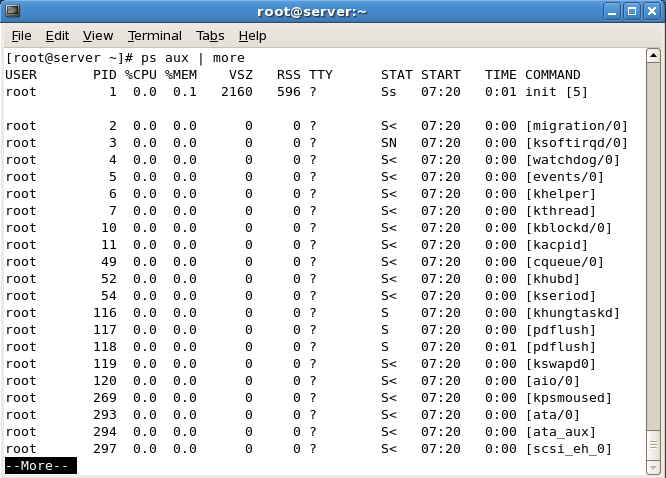 root@server:~
File Edit View Terminal Tabs Help
[root@server ~]# ps aux | more
USER       PID %CPU %MEM    VSZ   RSS TTY      STAT START   TIME COMMAND
root         1  0.0  0.1   2160   596 ?        Ss   07:20   0:01 init [5]
root         2  0.0  0.0      0     0 ?        S<   07:20   0:00 [migration/0]
root         3  0.0  0.0      0     0 ?        SN   07:20   0:00 [ksoftirqd/0]
root         4  0.0  0.0      0     0 ?        S<   07:20   0:00 [watchdog/0]
root         5  0.0  0.0      0     0 ?        S<   07:20   0:00 [events/0]
root         6  0.0  0.0      0     0 ?        S<   07:20   0:00 [khelper]
root         7  0.0  0.0      0     0 ?        S<   07:20   0:00 [kthread]
root        10  0.0  0.0      0     0 ?        S<   07:20   0:00 [kblockd/0]
root        11  0.0  0.0      0     0 ?        S<   07:20   0:00 [kacpid]
root        49  0.0  0.0      0     0 ?        S<   07:20   0:00 [cqueue/0]
root        52  0.0  0.0      0     0 ?        S<   07:20   0:00 [khubd]
root        54  0.0  0.0      0     0 ?        S<   07:20   0:00 [kseriod]
root       116  0.0  0.0      0     0 ?        S    07:20   0:00 [khungtaskd]
root       117  0.0  0.0      0     0 ?        S    07:20   0:00 [pdflush]
root       118  0.0  0.0      0     0 ?        S    07:20   0:01 [pdflush]
root       119  0.0  0.0      0     0 ?        S<   07:20   0:00 [kswapd0]
root       120  0.0  0.0      0     0 ?        S<   07:20   0:00 [aio/0]
root       269  0.0  0.0      0     0 ?        S<   07:20   0:00 [kpsmoused]
root       293  0.0  0.0      0     0 ?        S<   07:20   0:00 [ata/0]
root       294  0.0  0.0      0     0 ?        S<   07:20   0:00 [ata_aux]
root       297  0.0  0.0      0     0 ?        S<   07:20   0:00 [scsi_eh_0]
--More--